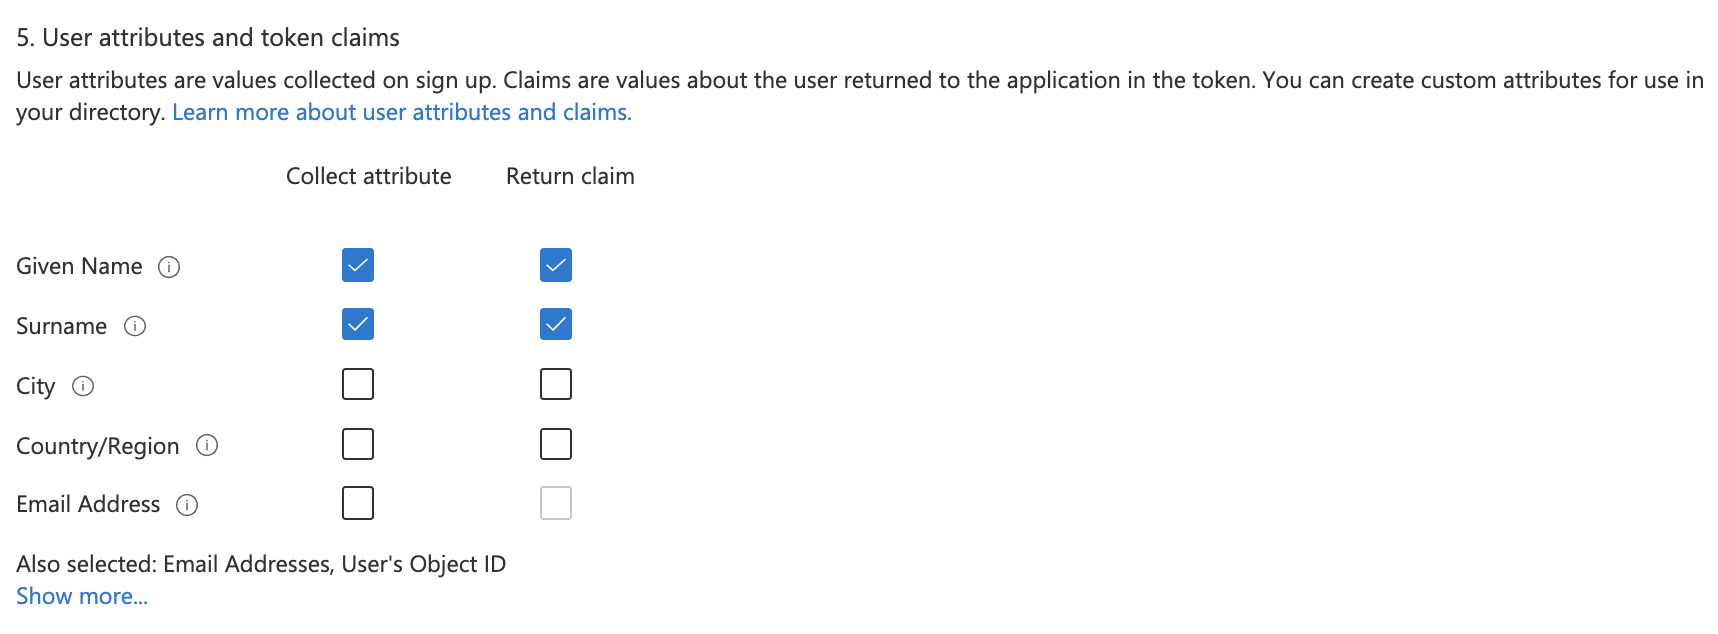 5. User attributes and token claims
User attributes are values collected on sign up. Claims are values about the user returned to the application in the token. You can create custom attributes for use in
your directory. Learn more about user attributes and claims.
Collect attribute Return claim
Given Name
Surname
City
Country/Region
Email Address
Also selected: Email Addresses, User's Object ID
Show more...